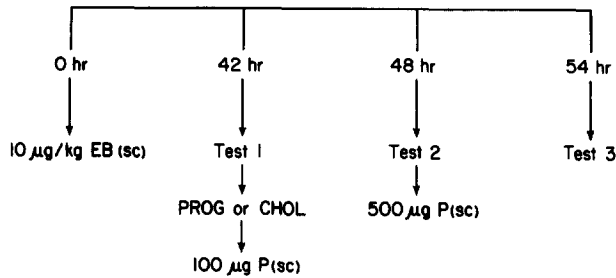 0 hr 42 hr 48 hr 54 hr
10 µg/kg EB (sc) Test 1 Test 2 Test 3
PROG or CHOL 500 µg P(sc)
100 µg P(sc)